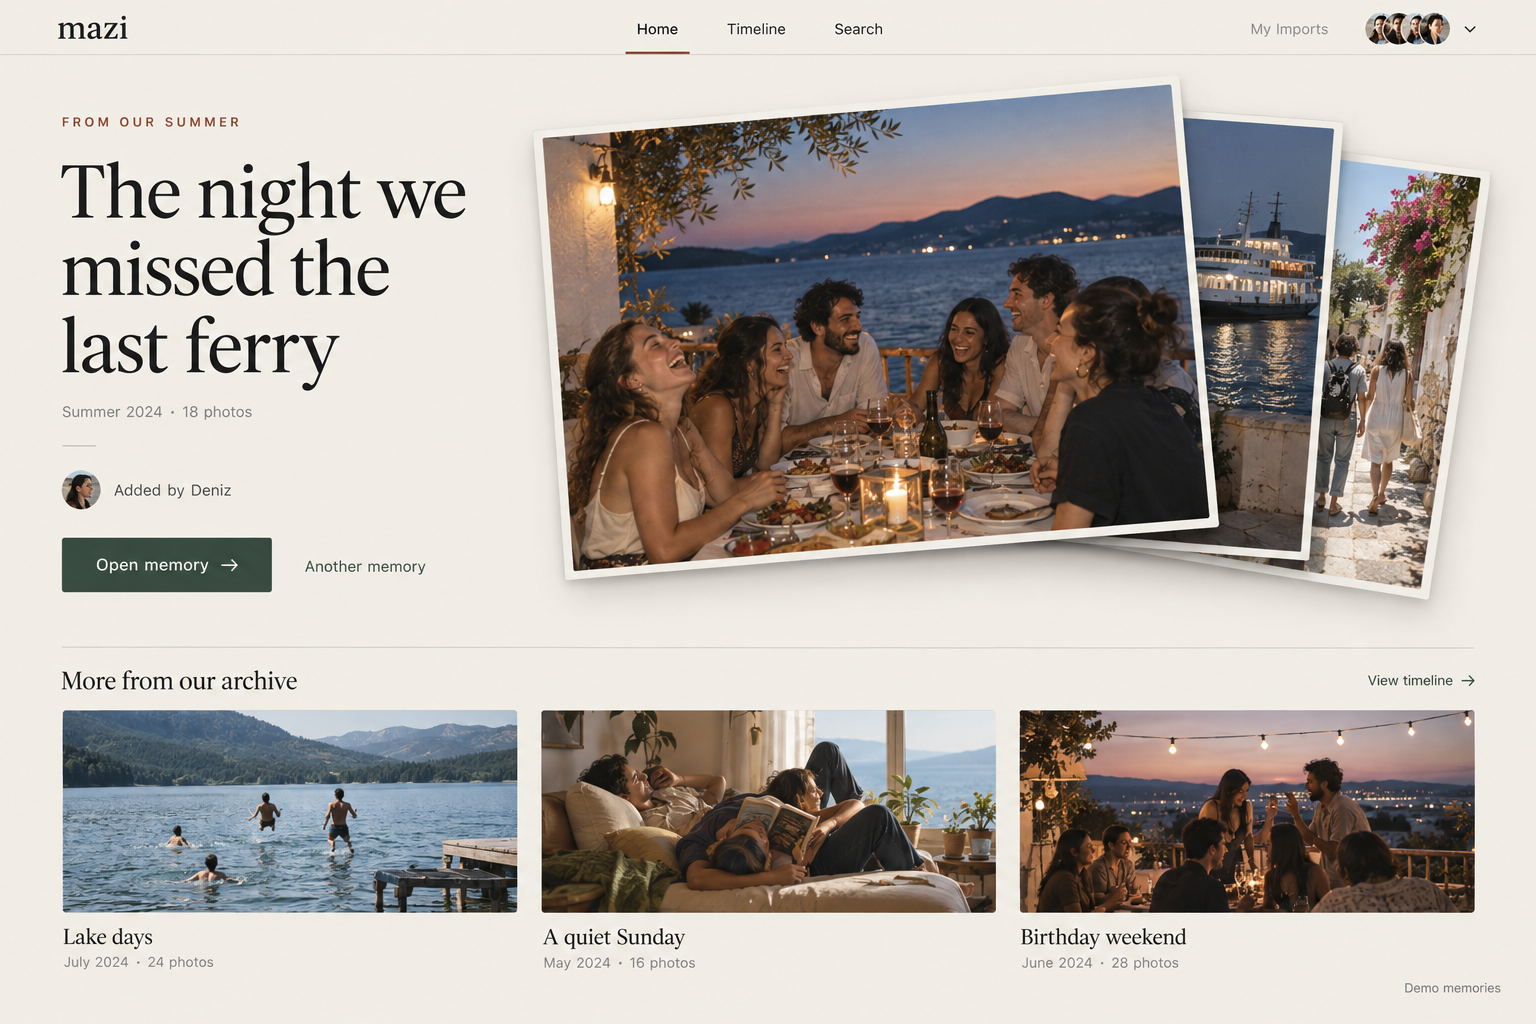 mazi
Home
Timeline
Search
My Imports
FROM OUR SUMMER
The night we
missed the
last ferry
Summer 2024 • 18 photos
Added by Deniz
Open memory →
Another memory
More from our archive
View timeline →
Lake days
July 2024 • 24 photos
A quiet Sunday
May 2024 • 16 photos
Birthday weekend
June 2024 • 28 photos
Demo memories